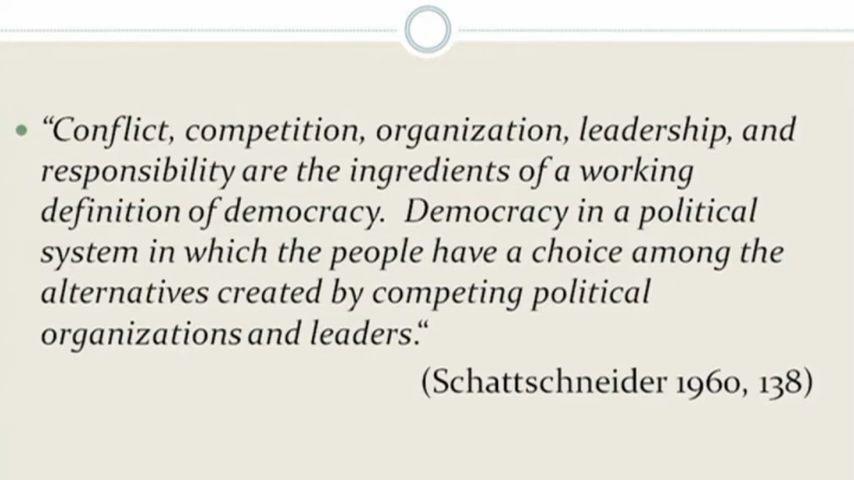 • “Conflict, competition, organization, leadership, and
responsibility are the ingredients of a working
definition of democracy.  Democracy in a political
system in which the people have a choice among the
alternatives created by competing political
organizations and leaders.“
(Schattschneider 1960, 138)